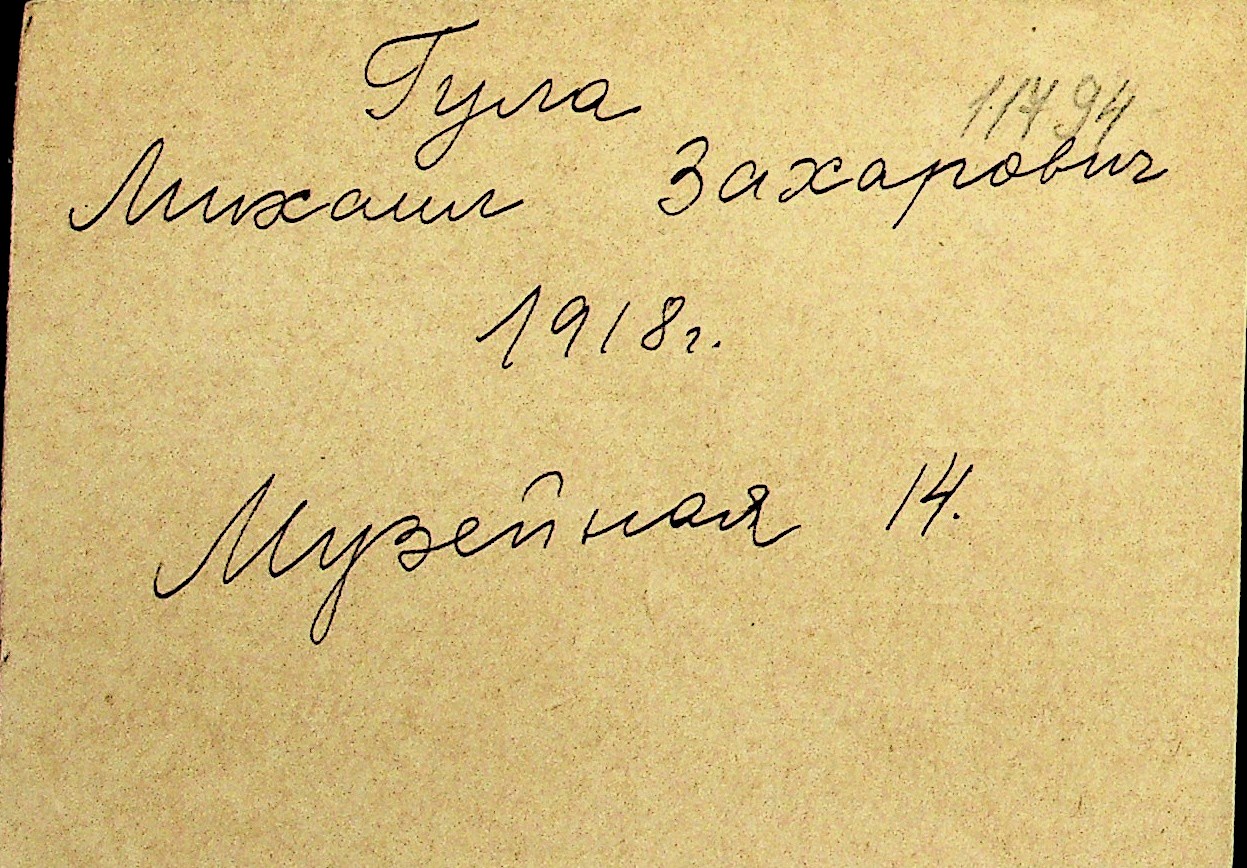 Гула
11494
Михаил Захарович
1918г.
Музейная 14.